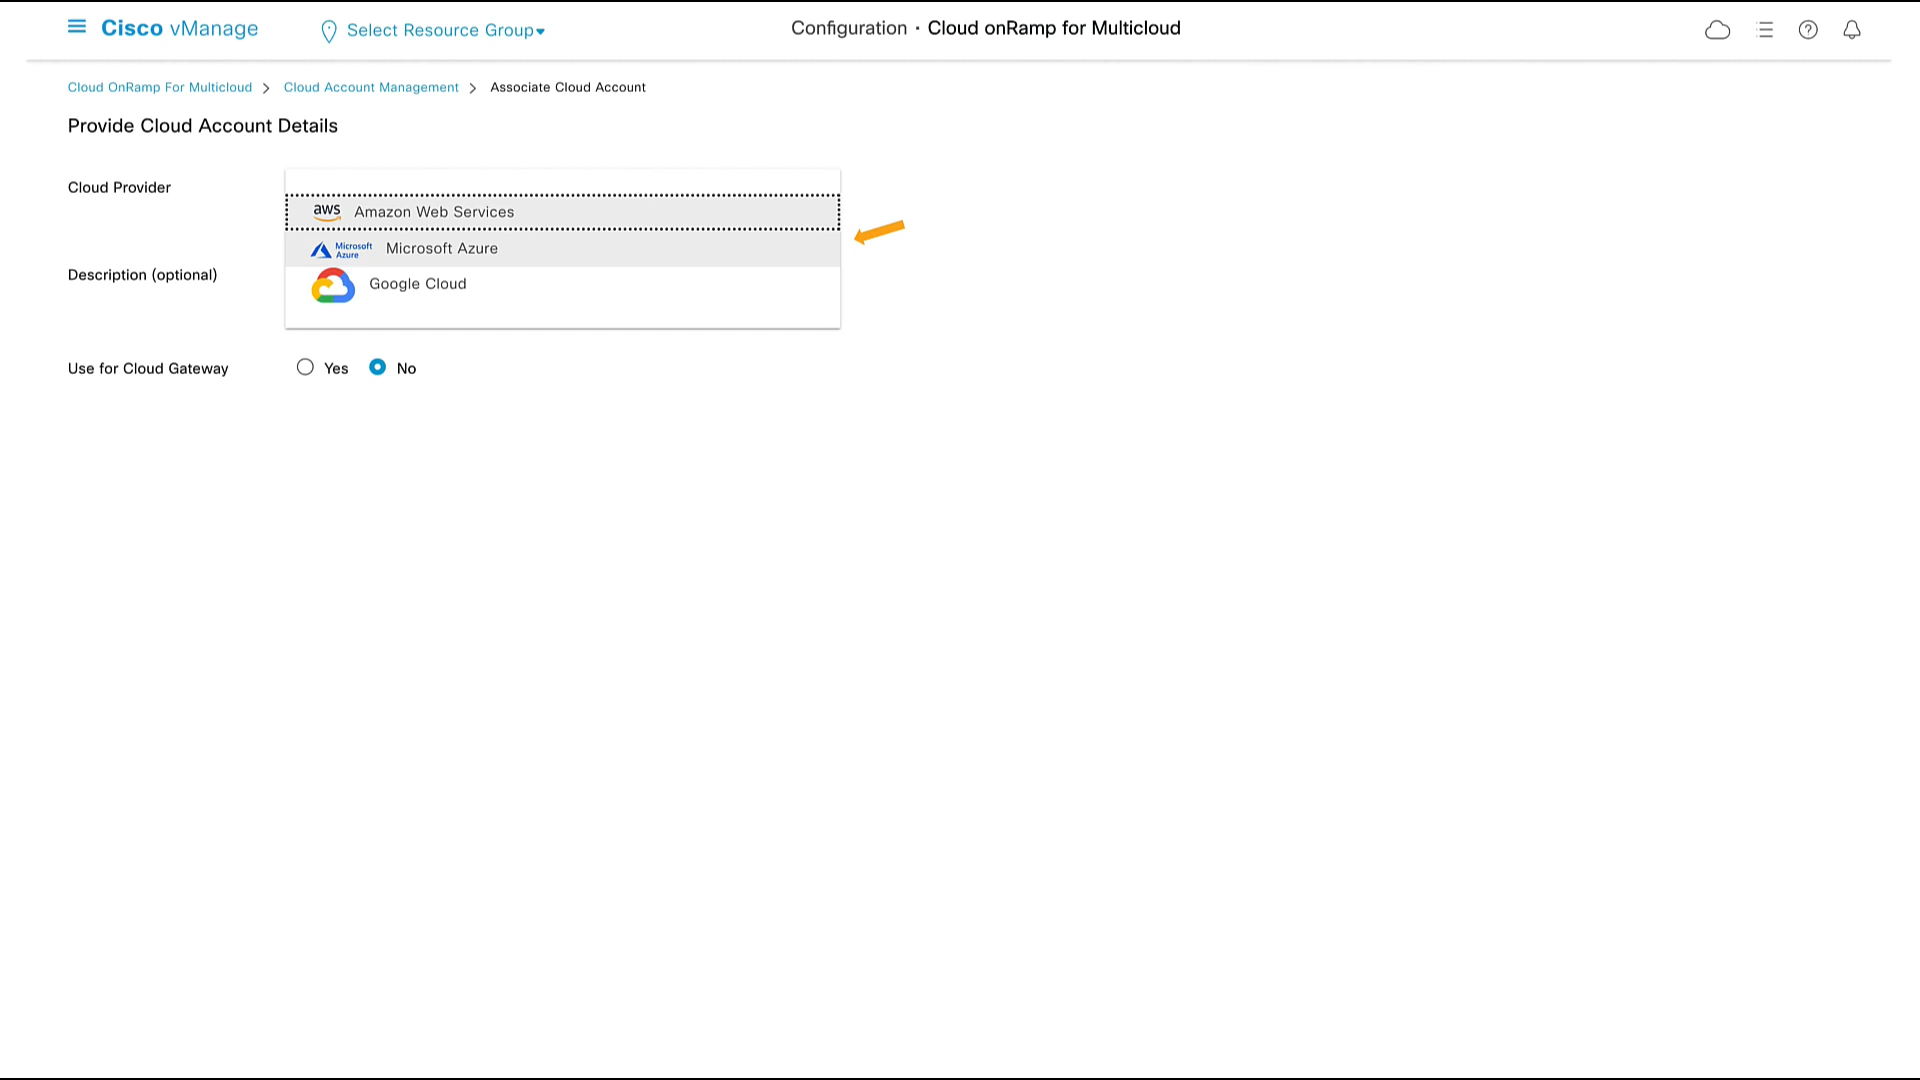 Cisco vManage
Select Resource Group
Configuration · Cloud onRamp for Multicloud
Cloud OnRamp For Multicloud > Cloud Account Management > Associate Cloud Account
Provide Cloud Account Details
Cloud Provider
aws Amazon Web Services
Microsoft Azure Microsoft Azure
Google Cloud
Description (optional)
Use for Cloud Gateway
Yes No